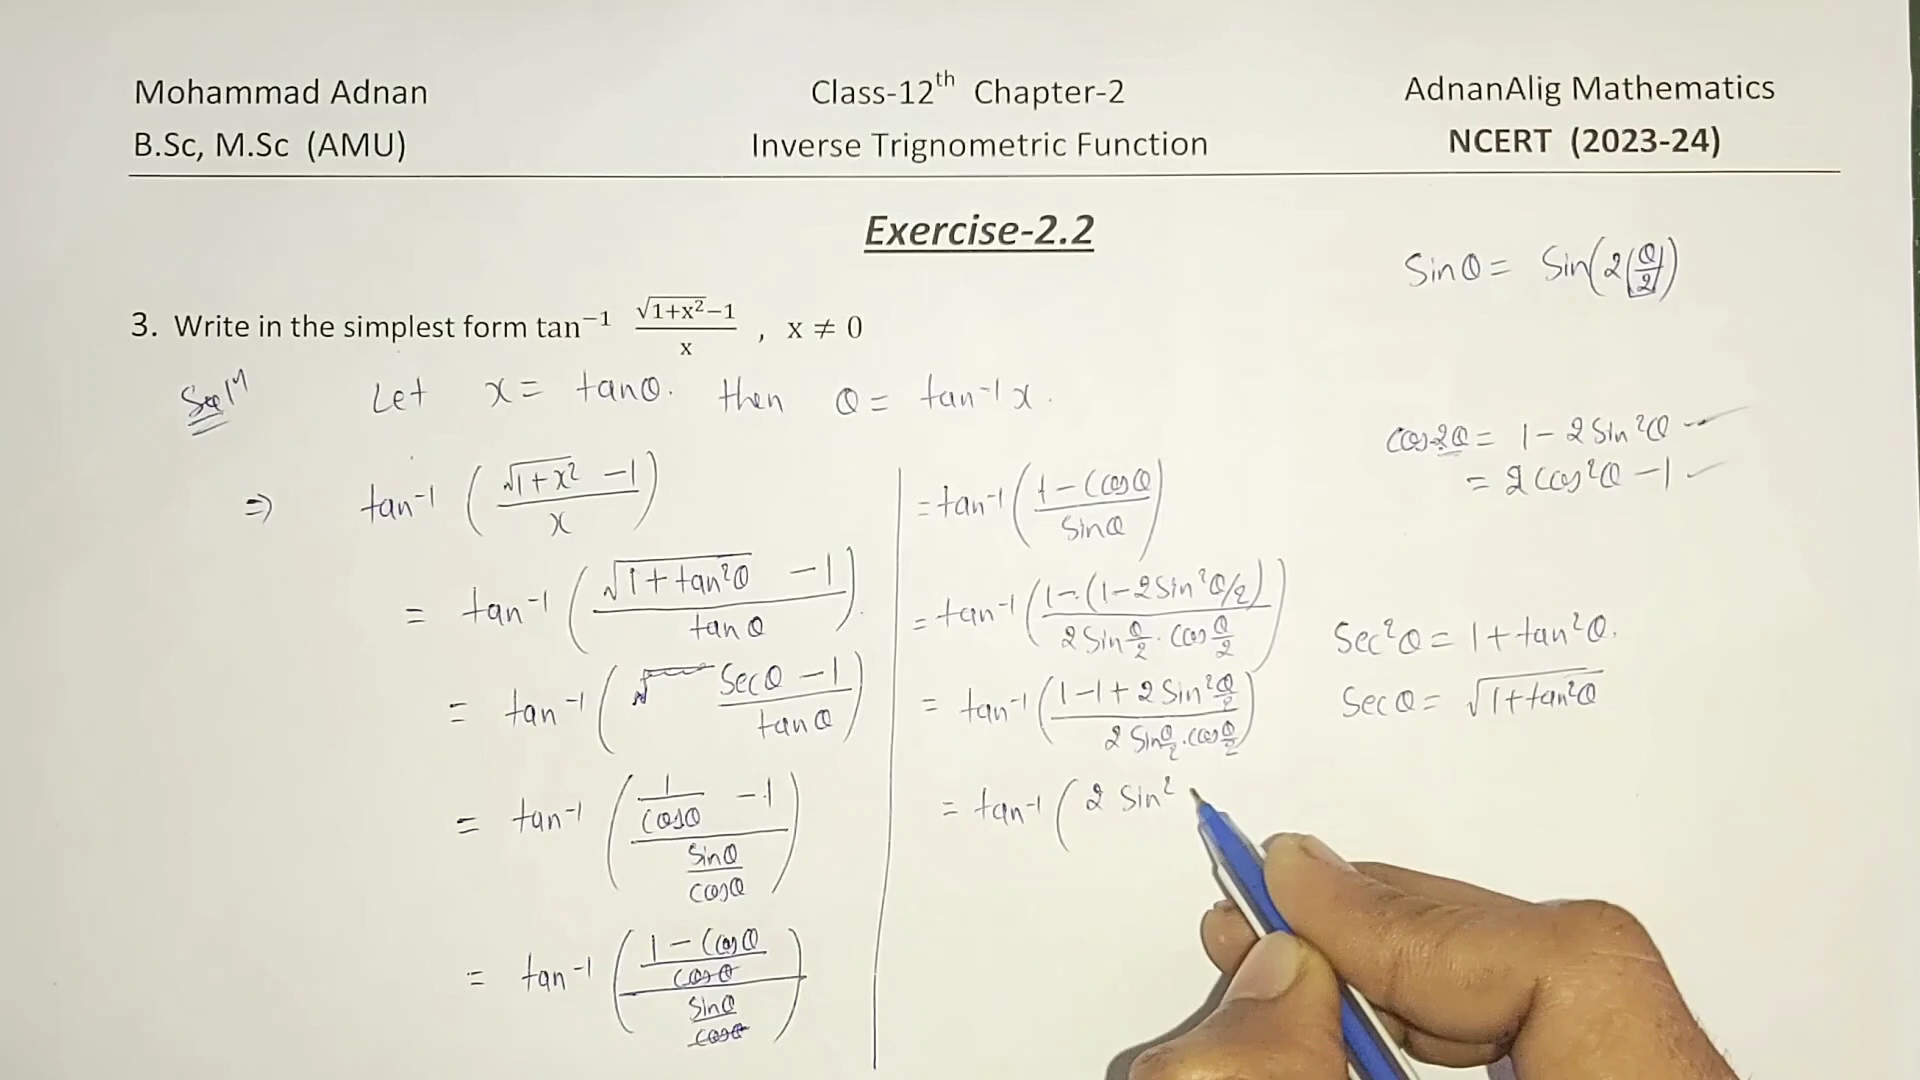 Mohammad Adnan
B.Sc, M.Sc (AMU)
Class-12th Chapter-2
Inverse Trignometric Function
AdnanAlig Mathematics
NCERT (2023-24)
Exercise-2.2
3. Write in the simplest form tan⁻¹ (√(1+x²)−1)/x , x ≠ 0
Solⁿ Let x = tanθ. then θ = tan⁻¹x.
⇒ tan⁻¹ ((√(1+x²) −1)/x)
= tan⁻¹ ((√(1+tan²θ) −1)/tanθ)
= tan⁻¹ ((Secθ −1)/tanθ)
= tan⁻¹ ((1/cosθ −1)/(sinθ/cosθ))
= tan⁻¹ (((1−cosθ)/cosθ)/(sinθ/cosθ))
= tan⁻¹ ((1−cosθ)/Sinθ)
= tan⁻¹ ((1−(1−2Sin²θ/2))/(2Sin θ/2 . cos θ/2))
= tan⁻¹ ((1−1+2Sin² θ/2)/(2 Sin θ/2 . cos θ/2))
= tan⁻¹ ( 2 Sin²
Sinθ = Sin(2(θ/2))
cos2θ = 1−2Sin²θ
= 2cos²θ −1
Sec²θ = 1+tan²θ.
Secθ = √(1+tan²θ)